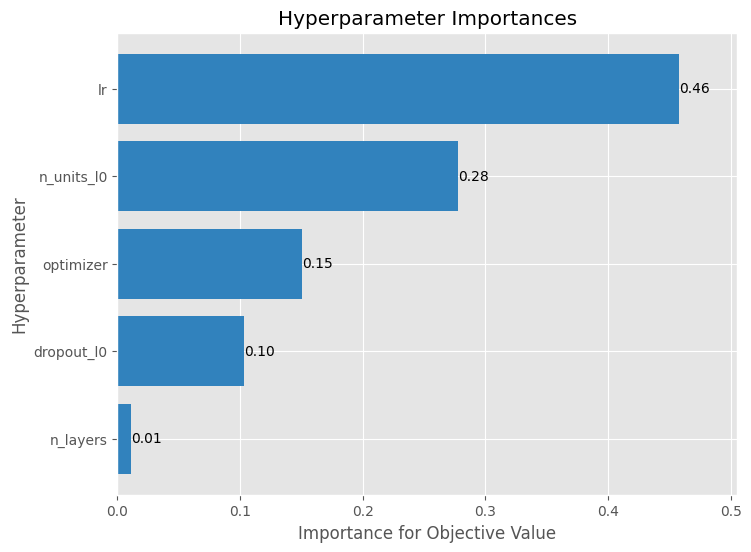 Hyperparameter Importances
Hyperparameter
lr
0.46
n_units_l0
0.28
optimizer
0.15
dropout_l0
0.10
n_layers
0.01
0.0 0.1 0.2 0.3 0.4 0.5
Importance for Objective Value